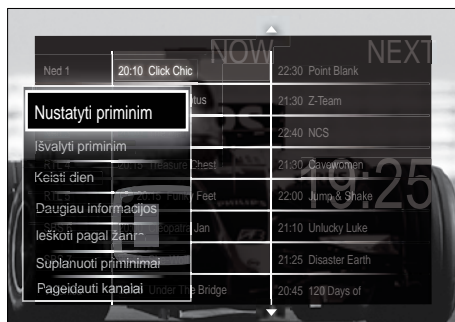 NOW NEXT
Ned 1 20:10 Click Chic 22:30 Point Blank
21:30 Z-Team
Nustatyti priminim
22:40 NCS
Išvalyti priminim
20:15 Treasure Chest 21:30 Cavewomen
Keisti dien
19:25
20:15 Funky Feet 22:00 Jump & Shake
Daugiau informacijos
Jan 21:10 Unlucky Luke
Ieškoti pagal žanr
21:25 Disaster Earth
Suplanuoti priminimai
Pageidauti kanalai
Under The Bridge 20:45 120 Days of